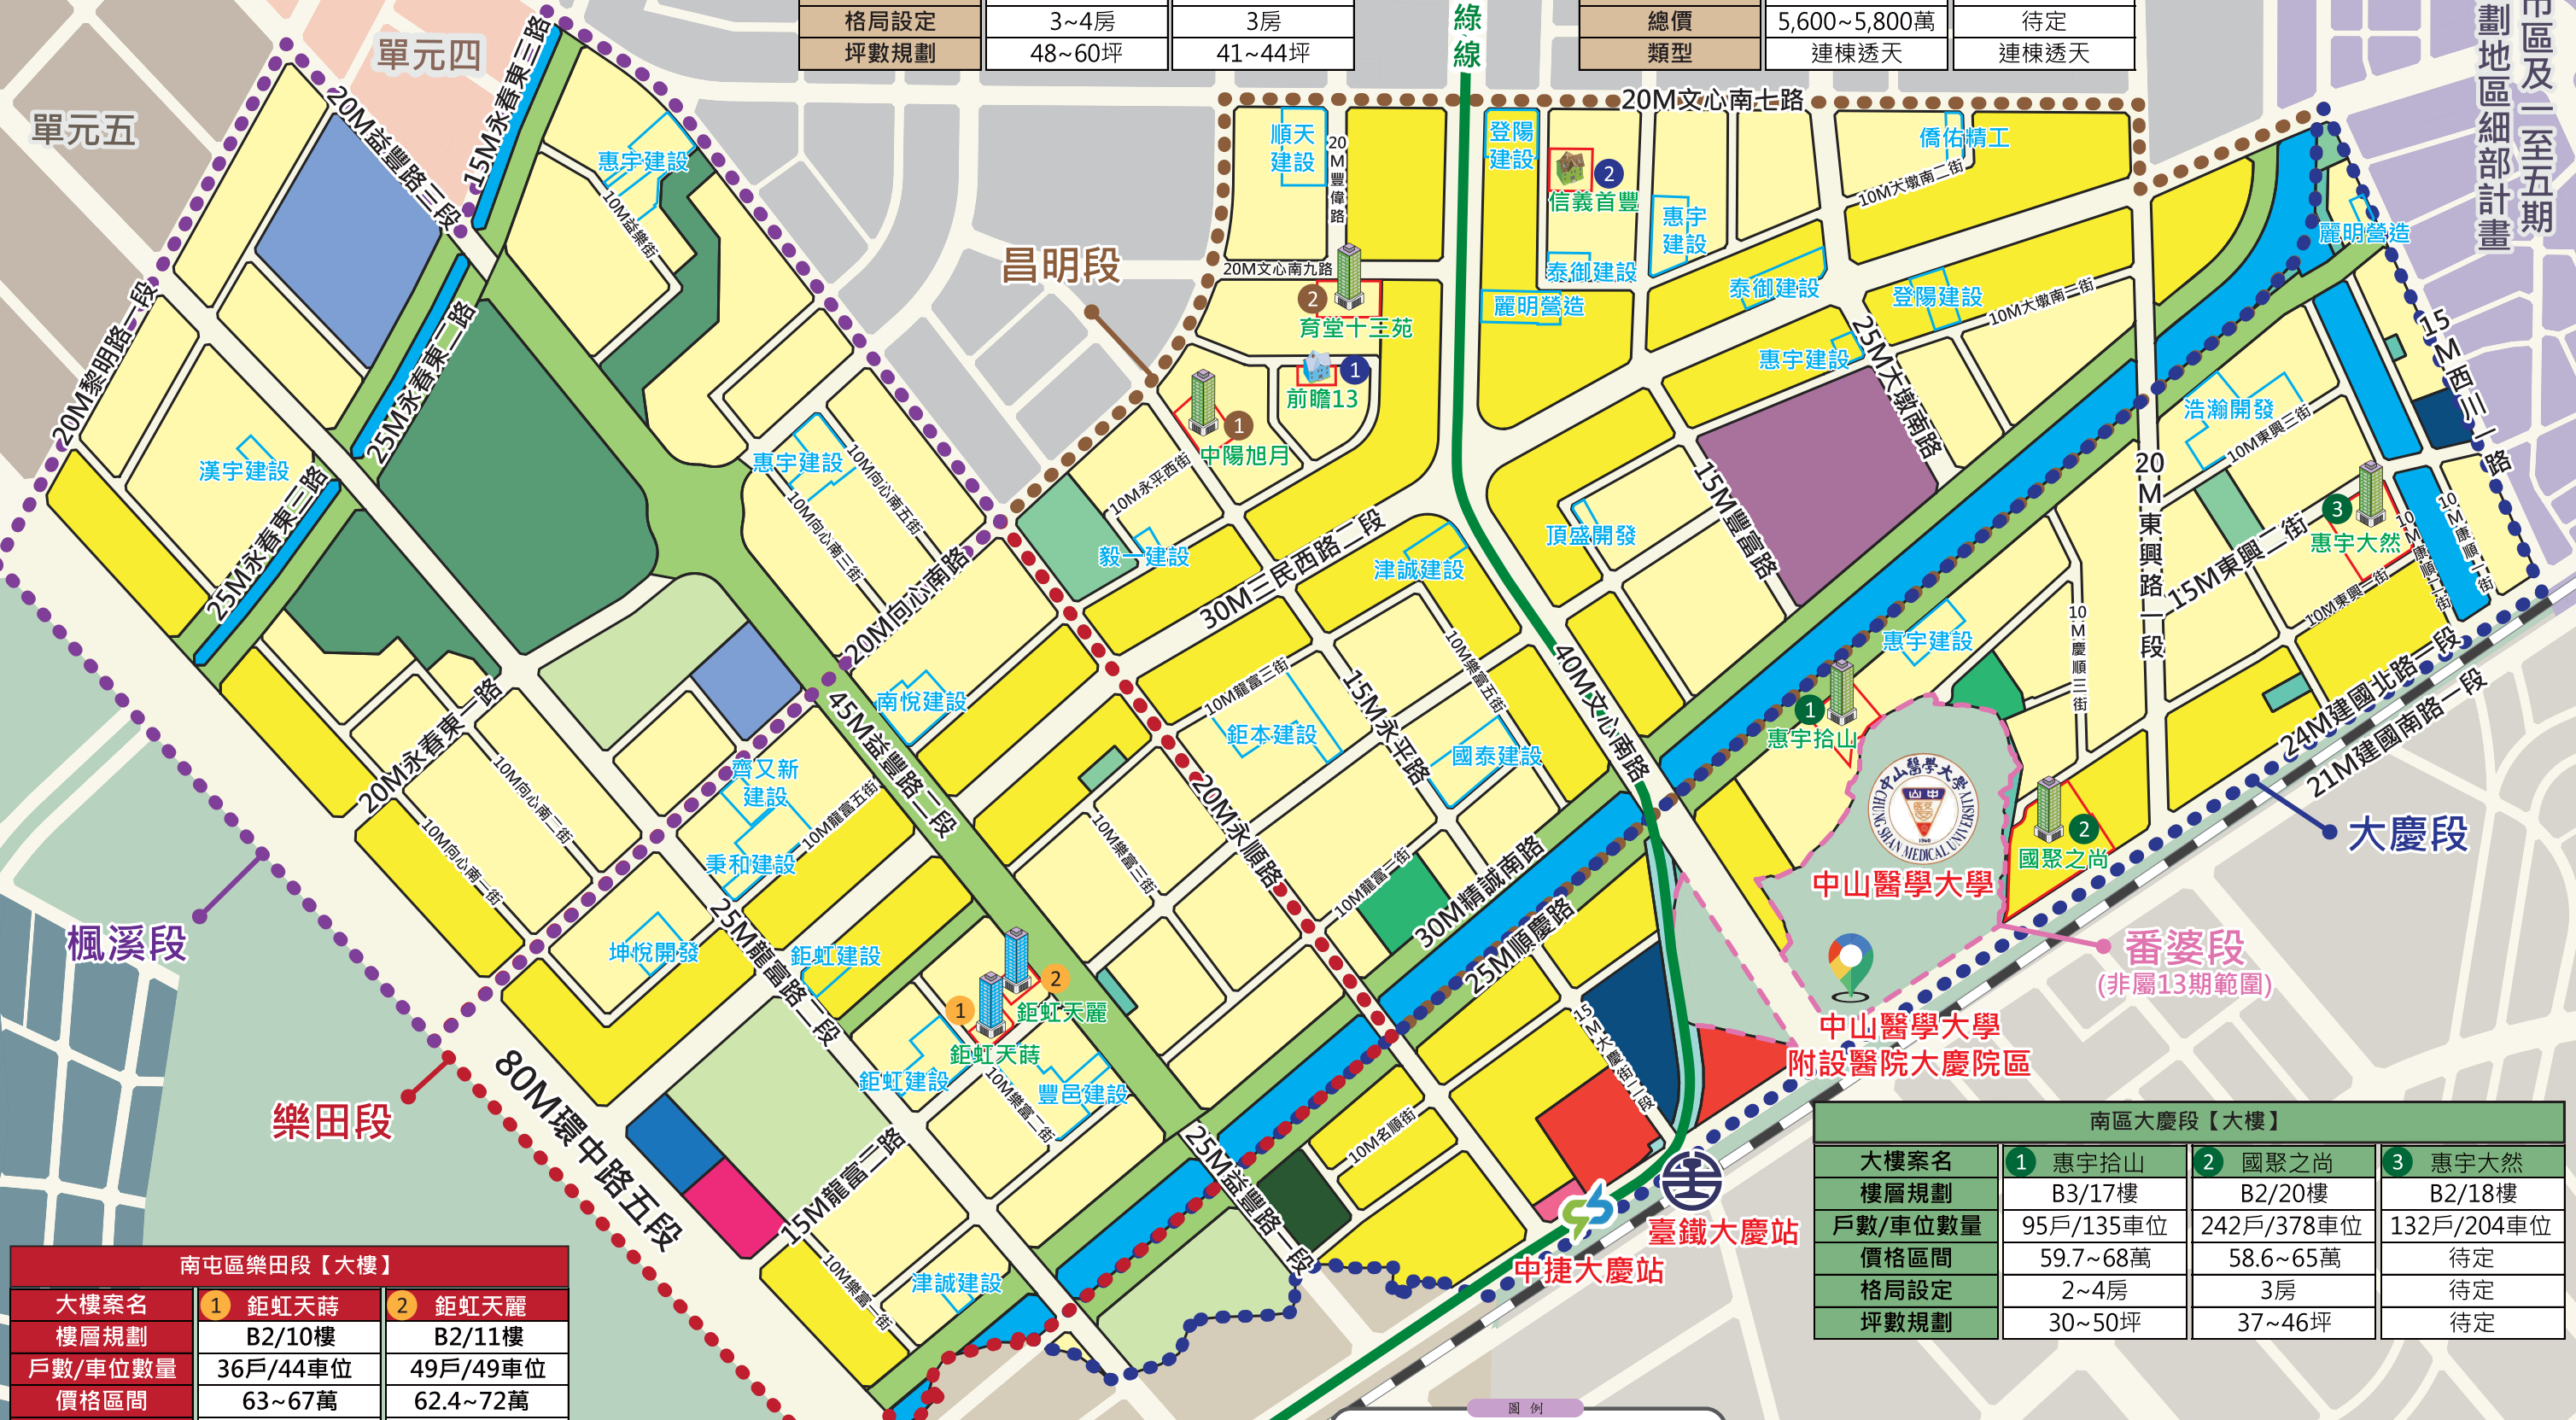 格局設定 3~4房 3房
坪數規劃 48~60坪 41~44坪
綠線
總價 5,600~5,800萬 待定
類型 連棟透天 連棟透天
市區及一至五期
劃地區細部計畫
單元四
單元五
15M永春東三路
20M益豐路三段
惠宇建設
10M益樂街
20M文心南七路
順天建設
20M豐偉路
登陽建設
2
信義首豐
僑佑精工
10M大墩南二街
惠宇建設
麗明營造
昌明段
20M文心南九路
泰御建設
泰御建設
登陽建設
10M大墩南三街
麗明營造
2
育堂十三苑
20M黎明路一段
25M永春東二路
惠宇建設
25M大墩南路
15M西川一路
1
前瞻13
1
中陽旭月
浩瀚開發
10M東興三街
漢宇建設
惠宇建設
10M向心南五街
10M向心南三街
10M永平西街
20M東興路一段
15M豐富路
3
惠宇大然
10M康順一街
10M康順二街
25M永春東三路
毅一建設
30M三民西路二段
津誠建設
頂盛開發
15M東興二街
10M東興一街
20M向心南路
10M慶順三街
惠宇建設
10M龍富三街
15M永平路
10M樂富五街
40M文心南路
南悅建設
45M益豐路二段
鉅本建設
國泰建設
1
惠宇拾山
24M建國北路一段
21M建國南路一段
20M永春東一路
10M向心南二街
10M向心南一街
齊又新建設
10M龍富五街
秉和建設
20M永順路
10M樂富三街
10M龍富二街
30M精誠南路
25M順慶路
中山醫學大學
CHUNG SHAN MEDICAL UNIVERSITY
1960
中山醫學大學
2
國聚之尚
大慶段
楓溪段
坤悅開發
25M龍富路二段
鉅虹建設
2
鉅虹天麗
1
鉅虹天蒔
番婆段
(非屬13期範圍)
中山醫學大學
附設醫院大慶院區
15M大慶街二段
鉅虹建設
10M樂富二街
豐邑建設
80M環中路五段
樂田段
15M龍富二路
25M益豐路一段
10M名順街
臺鐵大慶站
中捷大慶站
10M樂富一街
津誠建設
南區大慶段【大樓】
大樓案名 1 惠宇拾山 2 國聚之尚 3 惠宇大然
樓層規劃 B3/17樓 B2/20樓 B2/18樓
戶數/車位數量 95戶/135車位 242戶/378車位 132戶/204車位
價格區間 59.7~68萬 58.6~65萬 待定
格局設定 2~4房 3房 待定
坪數規劃 30~50坪 37~46坪 待定
南屯區樂田段【大樓】
大樓案名 1 鉅虹天蒔 2 鉅虹天麗
樓層規劃 B2/10樓 B2/11樓
戶數/車位數量 36戶/44車位 49戶/49車位
價格區間 63~67萬 62.4~72萬
圖 例